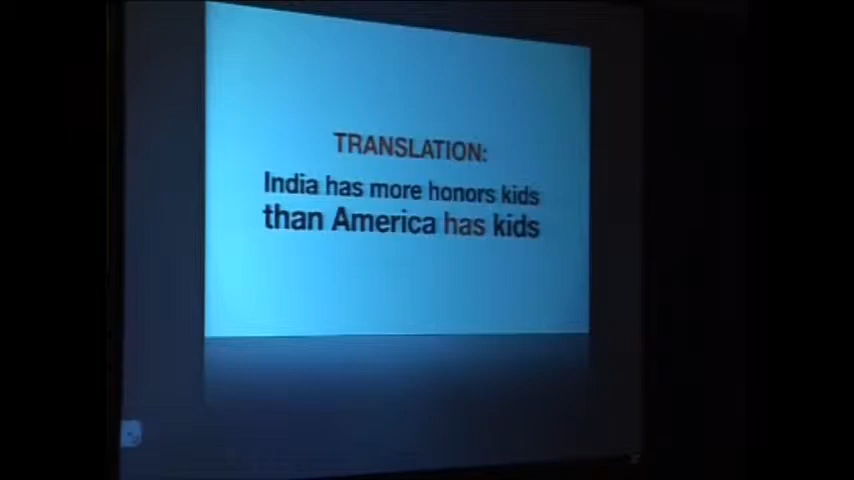 TRANSLATION:
India has more honors kids
than America has kids